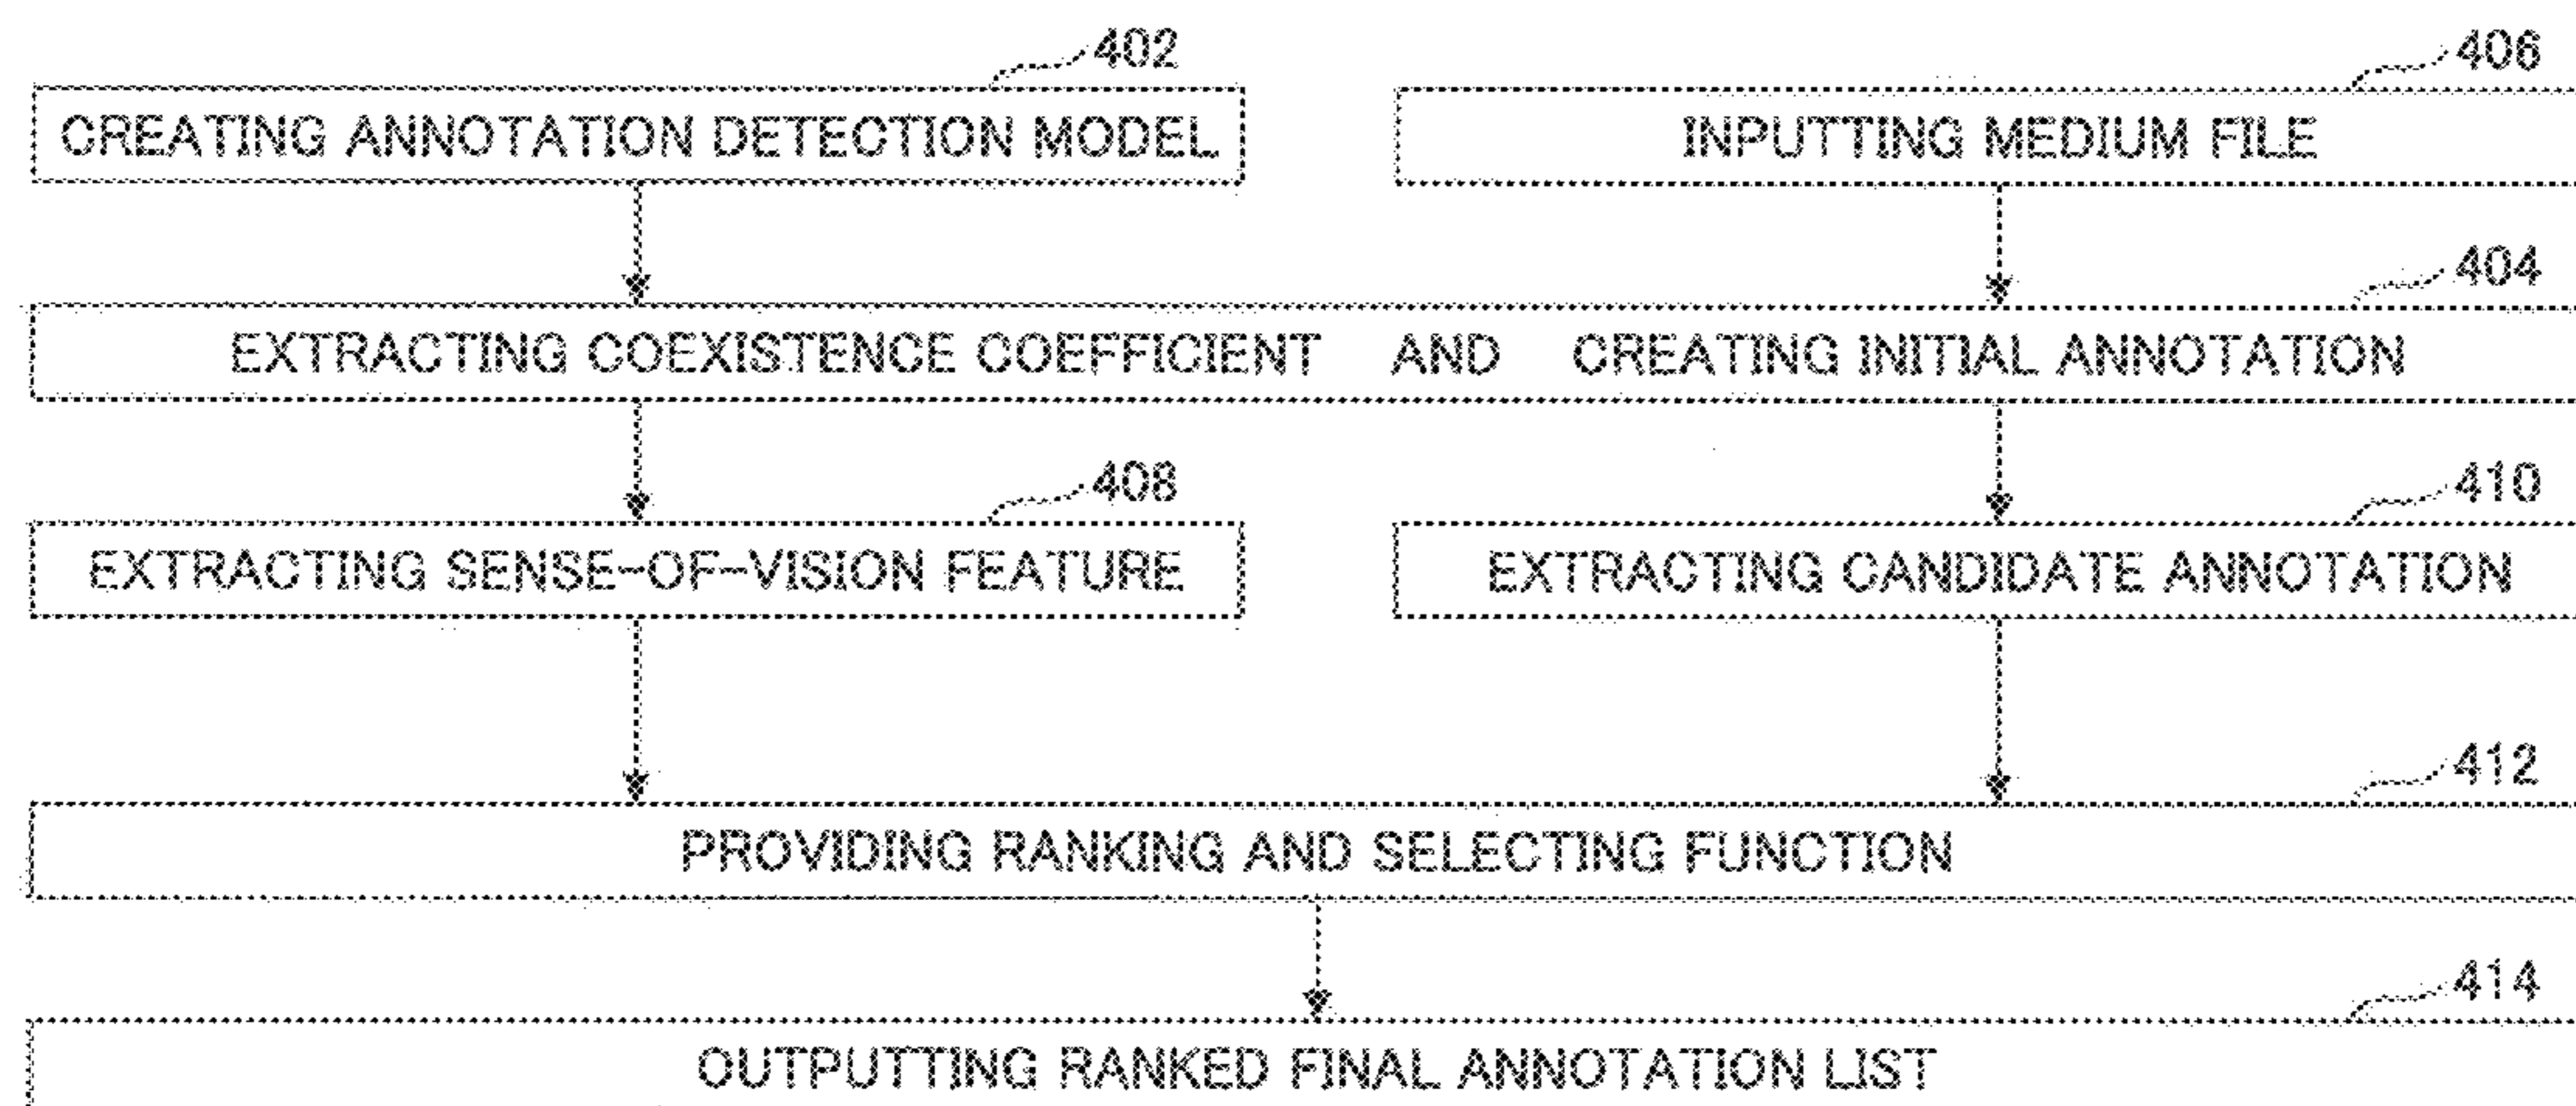 402
406
CREATING ANNOTATION DETECTION MODEL
INPUTTING MEDIUM FILE
404
EXTRACTING COEXISTENCE COEFFICIENT AND CREATING INITIAL ANNOTATION
408
410
EXTRACTING SENSE-OF-VISION FEATURE
EXTRACTING CANDIDATE ANNOTATION
412
PROVIDING RANKING AND SELECTING FUNCTION
414
OUTPUTTING RANKED FINAL ANNOTATION LIST